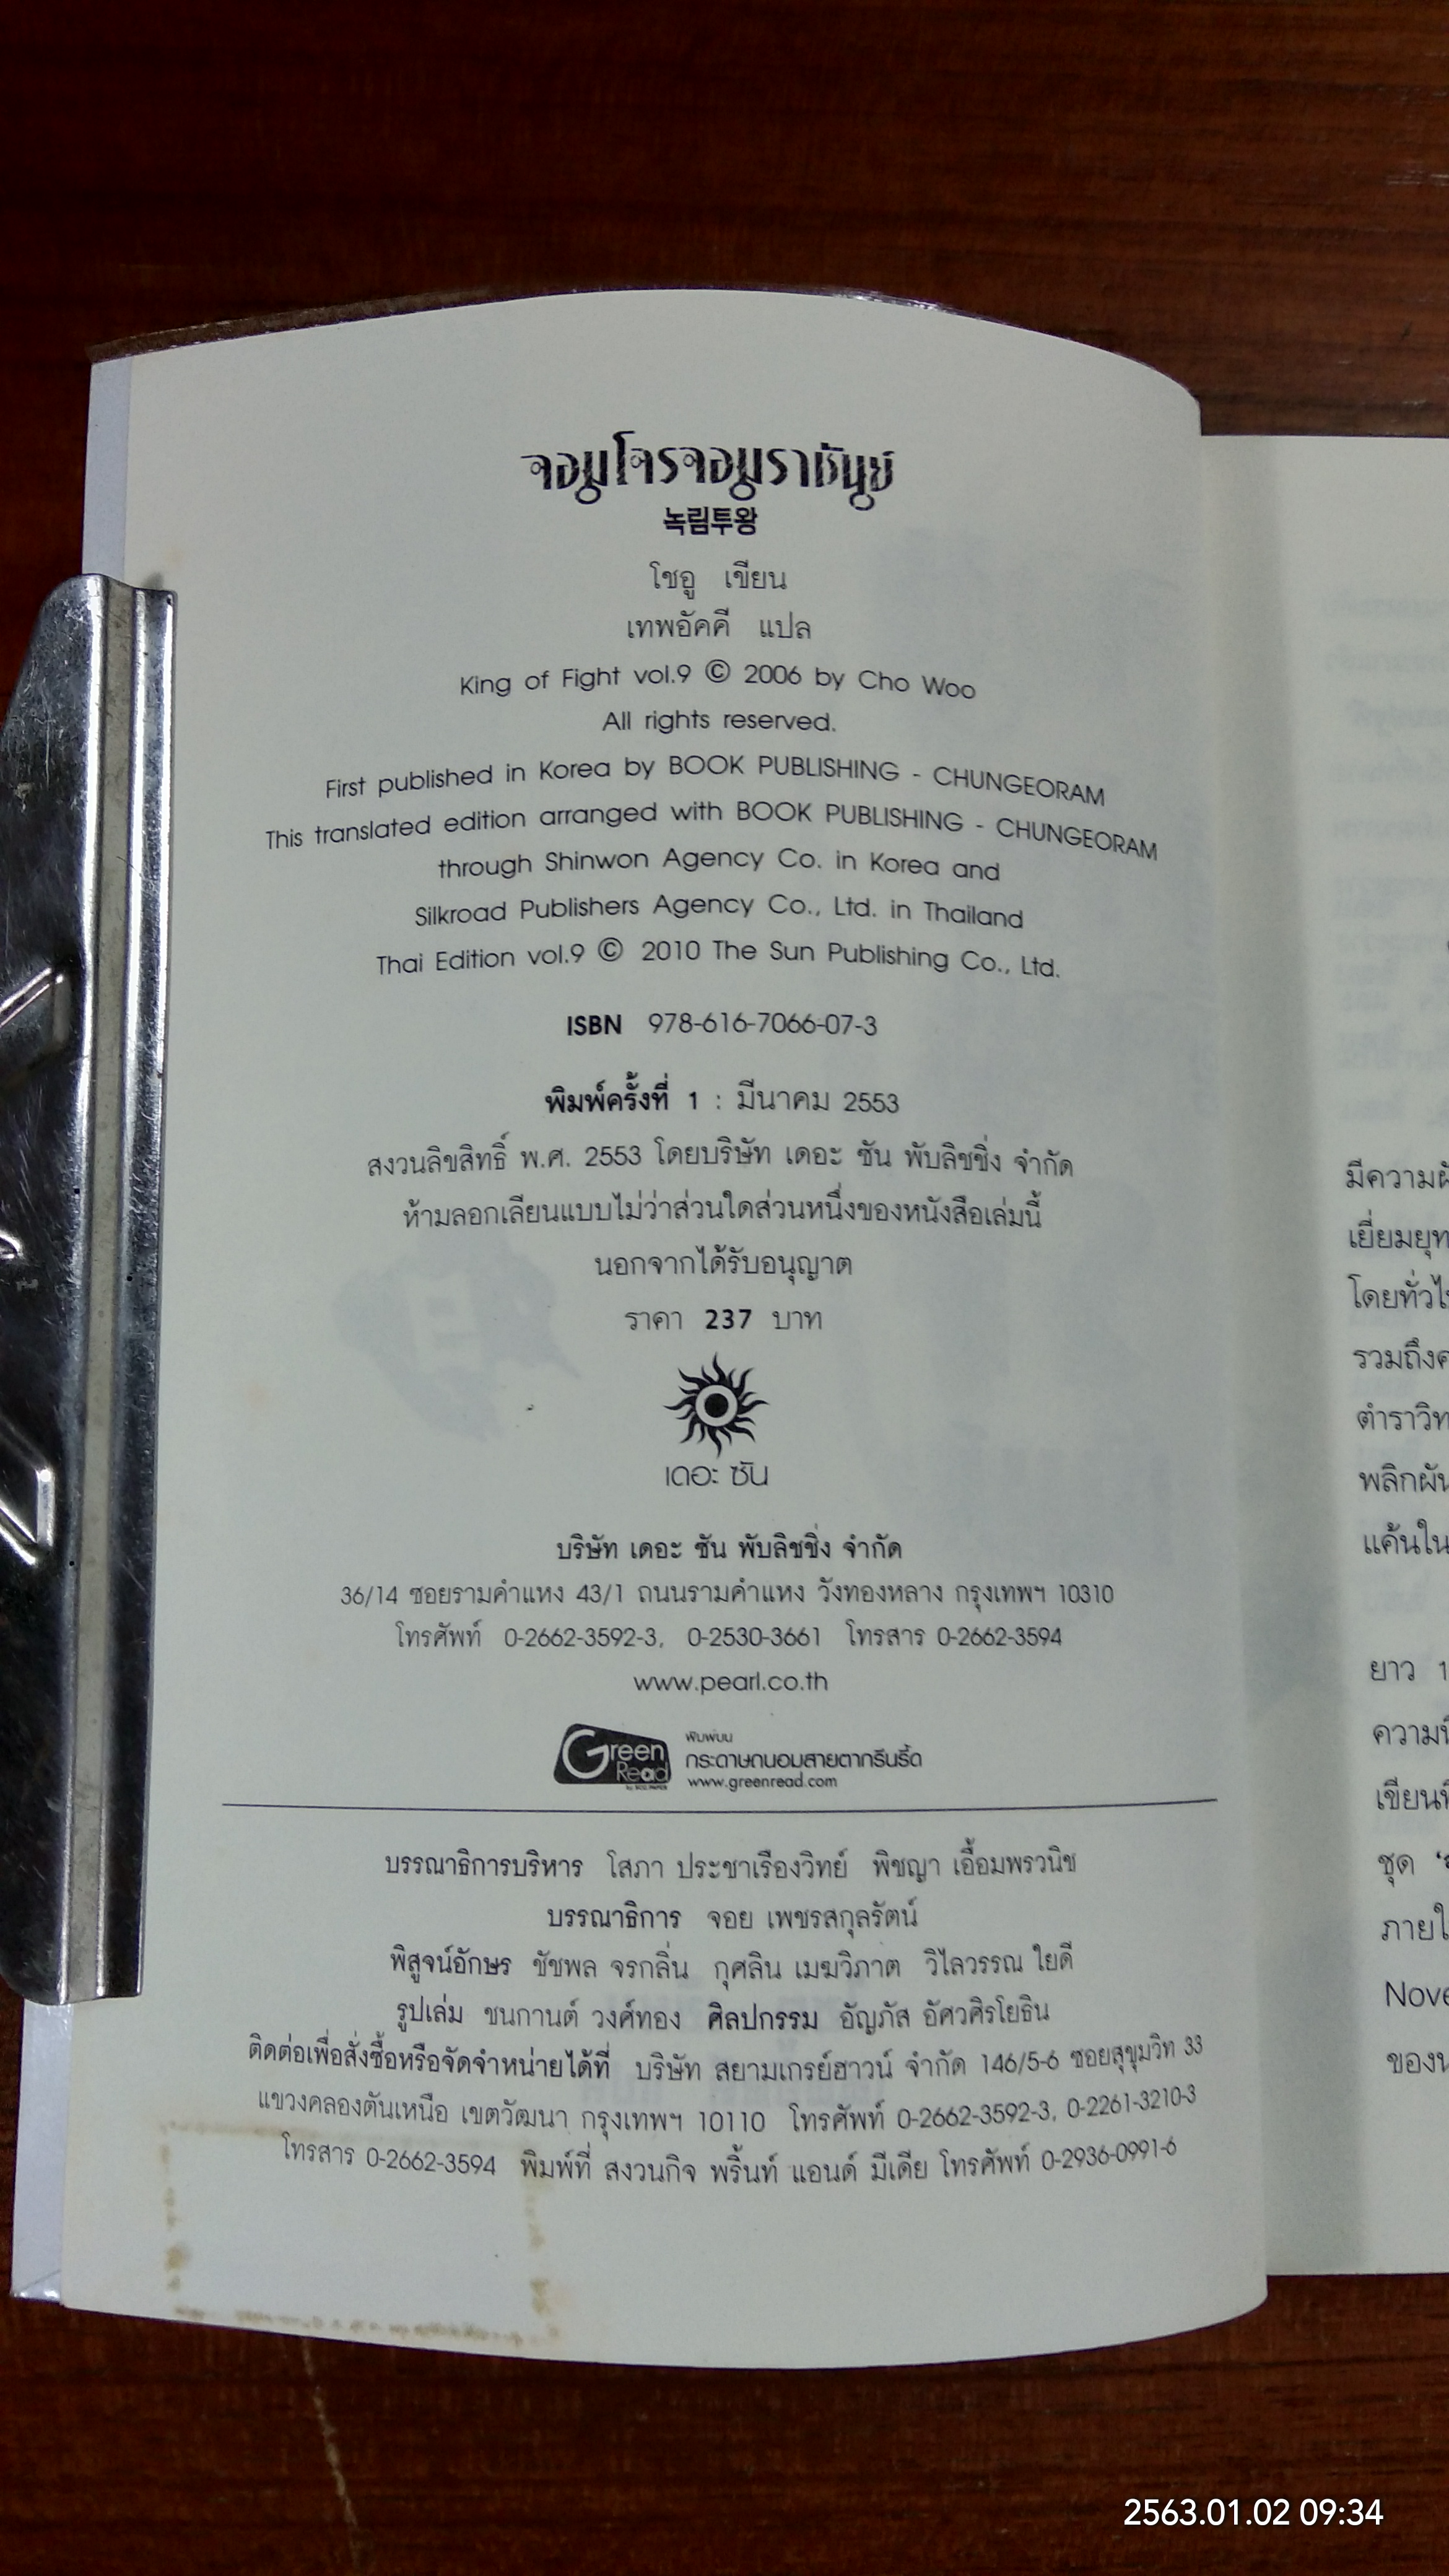 จอมโจรจอมราชันย์
녹림투왕
โชอู เขียน
เทพอัคคี แปล
King of Fight vol.9 © 2006 by Cho Woo
All rights reserved.
First published in Korea by BOOK PUBLISHING - CHUNGEORAM
This translated edition arranged with BOOK PUBLISHING - CHUNGEORAM
through Shinwon Agency Co. in Korea and
Silkroad Publishers Agency Co., Ltd. in Thailand
Thai Edition vol.9 © 2010 The Sun Publishing Co., Ltd.
ISBN 978-616-7066-07-3
พิมพ์ครั้งที่ 1 : มีนาคม 2553
สงวนลิขสิทธิ์ พ.ศ. 2553 โดยบริษัท เดอะ ซัน พับลิชชิ่ง จำกัด
ห้ามลอกเลียนแบบไม่ว่าส่วนใดส่วนหนึ่งของหนังสือเล่มนี้
นอกจากได้รับอนุญาต
ราคา 237 บาท
เดอะ ซัน
บริษัท เดอะ ซัน พับลิชชิ่ง จำกัด
36/14 ซอยรามคำแหง 43/1 ถนนรามคำแหง วังทองหลาง กรุงเทพฯ 10310
โทรศัพท์ 0-2662-3592-3, 0-2530-3661 โทรสาร 0-2662-3594
www.pearl.co.th
Green Read
พิมพ์บน
กระดาษถนอมสายตากรีนรี้ด
www.greenread.com
บรรณาธิการบริหาร โสภา ประชาเรืองวิทย์ พิชญา เอื้อมพรวนิช
บรรณาธิการ จอย เพชรสกุลรัตน์
พิสูจน์อักษร ชัชพล จรกลิ่น กุศลิน เมฆวิภาต วิไลวรรณ ใยดี
รูปเล่ม ชนกานต์ วงศ์ทอง ศิลปกรรม อัญภัส อัศวศิรโยธิน
ติดต่อเพื่อสั่งซื้อหรือจัดจำหน่ายได้ที่ บริษัท สยามเกรย์ฮาวน์ จำกัด 146/5-6 ซอยสุขุมวิท 33
แขวงคลองตันเหนือ เขตวัฒนา กรุงเทพฯ 10110 โทรศัพท์ 0-2662-3592-3, 0-2261-3210-3
โทรสาร 0-2662-3594 พิมพ์ที่ สงวนกิจ พริ้นท์ แอนด์ มีเดีย โทรศัพท์ 0-2936-0991-6
มีความ
โดยทั่ว
ยาว 1
ชุด
2563.01.02 09:34